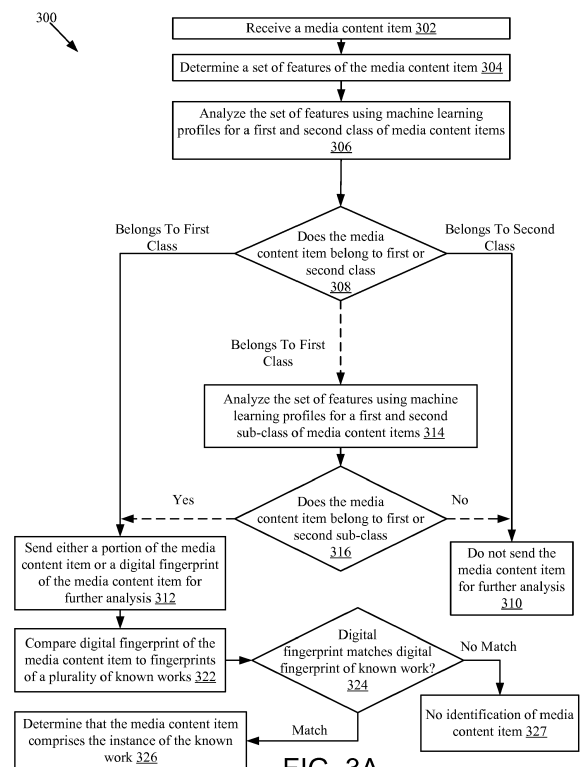 300
Receive a media content item 302
Determine a set of features of the media content item 304
Analyze the set of features using machine learning
profiles for a first and second class of media content items
306
Belongs To First
Class
Does the media
content item belong to first or
second class
308
Belongs To Second
Class
Belongs To First
Class
Analyze the set of features using machine
learning profiles for a first and second
sub-class of media content items 314
Yes
Does the media
content item belong to first or
second sub-class
316
No
Send either a portion of the media
content item or a digital fingerprint
of the media content item for
further analysis 312
Do not send the
media content item
for further analysis
310
Compare digital fingerprint of the
media content item to fingerprints
of a plurality of known works 322
Digital
fingerprint matches digital
fingerprint of known work?
324
No Match
No identification of media
content item 327
Match
Determine that the media content item
comprises the instance of the known
work 326
FIG. 3A